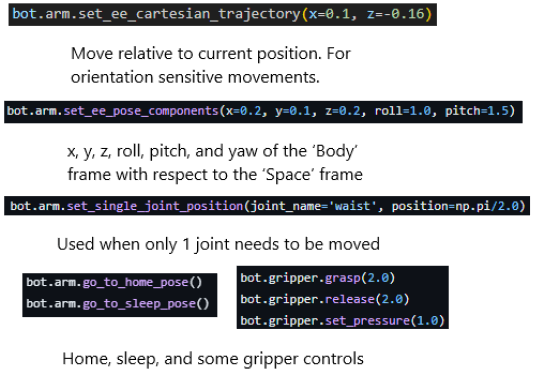 bot.arm.set_ee_cartesian_trajectory(x=0.1, z=-0.16)
Move relative to current position. For
orientation sensitive movements.
bot.arm.set_ee_pose_components(x=0.2, y=0.1, z=0.2, roll=1.0, pitch=1.5)
x, y, z, roll, pitch, and yaw of the ‘Body’
frame with respect to the ‘Space’ frame
bot.arm.set_single_joint_position(joint_name='waist', position=np.pi/2.0)
Used when only 1 joint needs to be moved
bot.arm.go_to_home_pose()
bot.arm.go_to_sleep_pose()
bot.gripper.grasp(2.0)
bot.gripper.release(2.0)
bot.gripper.set_pressure(1.0)
Home, sleep, and some gripper controls